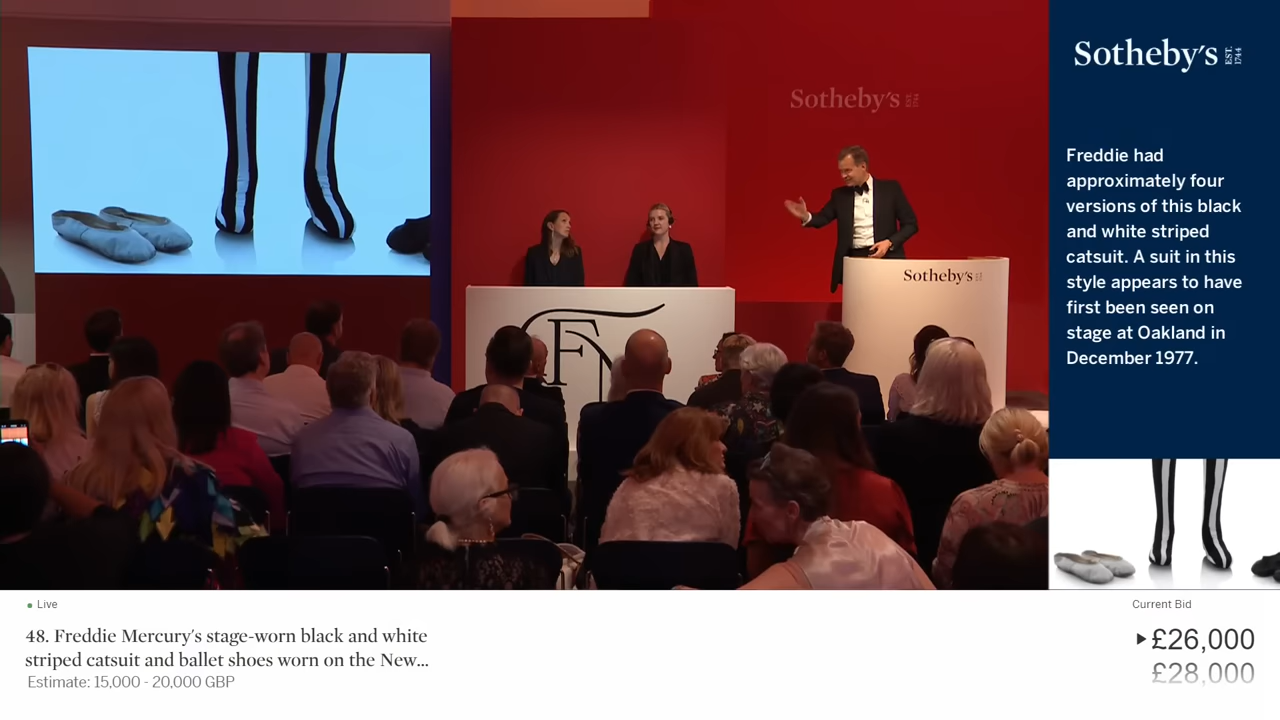 Sotheby's EST. 1744
Sotheby's EST. 1744
Freddie had
approximately four
versions of this black
and white striped
catsuit. A suit in this
style appears to have
first been seen on
stage at Oakland in
December 1977.
Sotheby's
F
Live
Current Bid
48. Freddie Mercury's stage-worn black and white
striped catsuit and ballet shoes worn on the New...
Estimate: 15,000 - 20,000 GBP
£26,000
£28,000